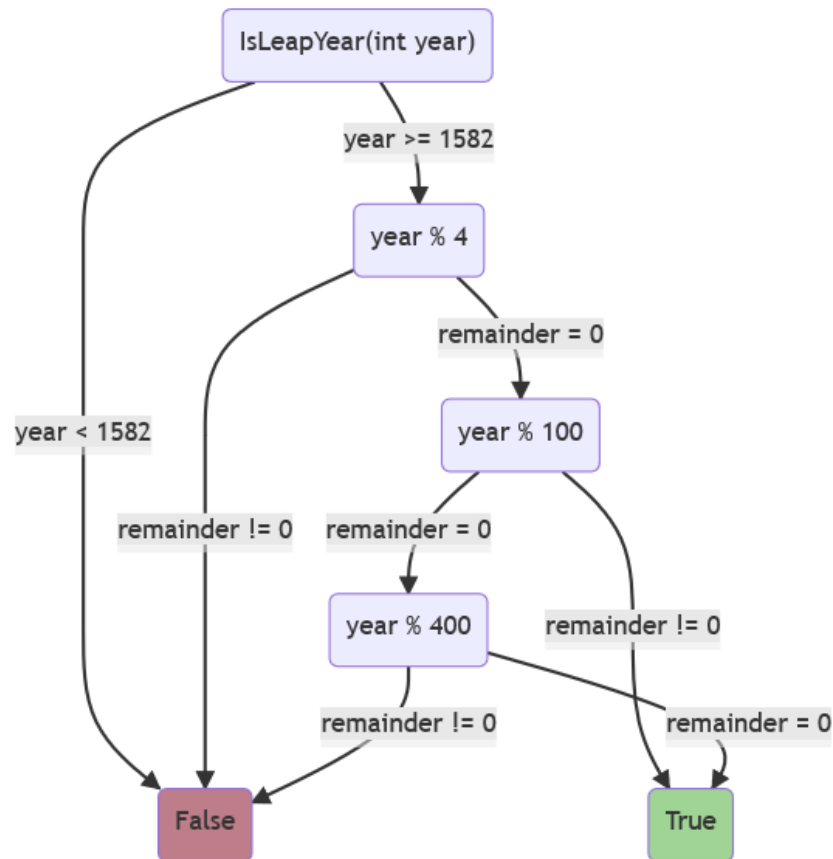 IsLeapYear(int year)
year >= 1582
year % 4
remainder = 0
year < 1582
year % 100
remainder != 0
remainder = 0
year % 400
remainder != 0
remainder != 0
remainder = 0
False
True